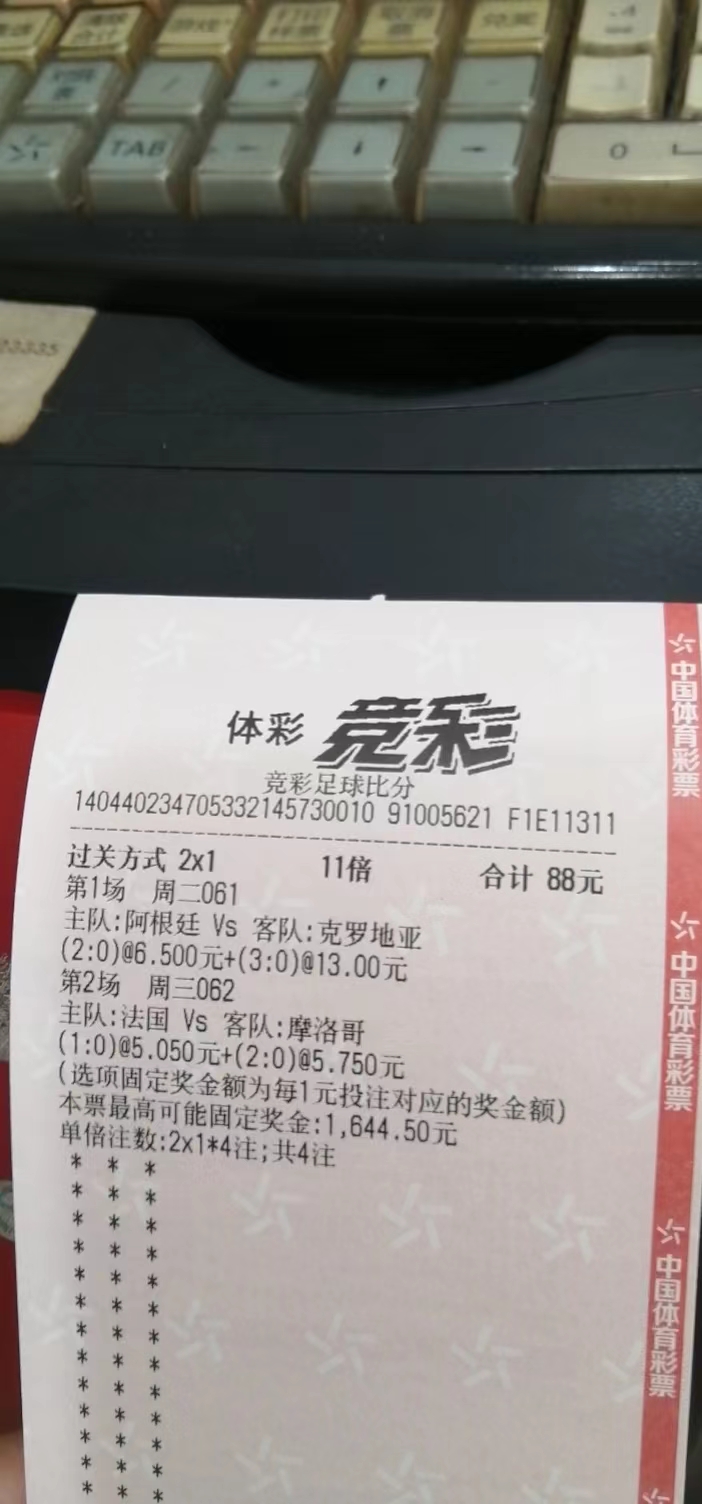 TAB
0
体彩 竞彩
竞彩足球比分
140440234705332145730010 91005621 F1E11311
过关方式 2x1 11倍 合计 88元
第1场 周二061
主队:阿根廷 Vs 客队:克罗地亚
(2:0)@6.500元+(3:0)@13.00元
第2场 周三062
主队:法国 Vs 客队:摩洛哥
(1:0)@5.050元+(2:0)@5.750元
(选项固定奖金额为每1元投注对应的奖金额)
本票最高可能固定奖金:1,644.50元
单倍注数:2x1*4注;共4注
* * *
* * *
* * *
* * *
* * *
* * *
* * *
* * *
* * *
* * *
* * *
* * *
* * *
中国体育彩票
中国体育彩票
中国体育彩票